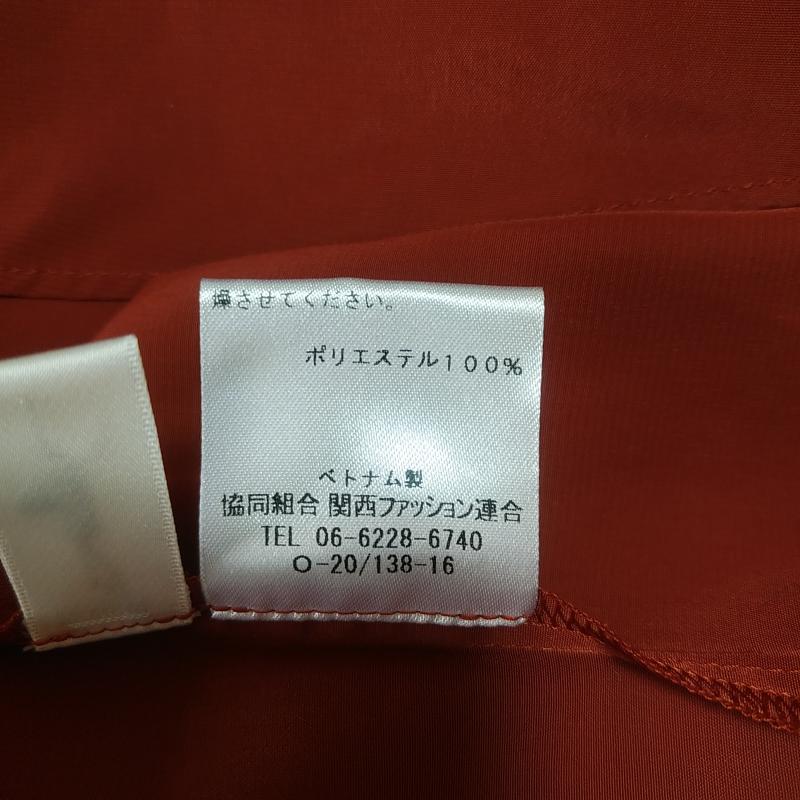 燥させてください。
ポリエステル100%
ベトナム製
協同組合 関西ファッション連合
TEL 06-6228-6740
O-20/138-16